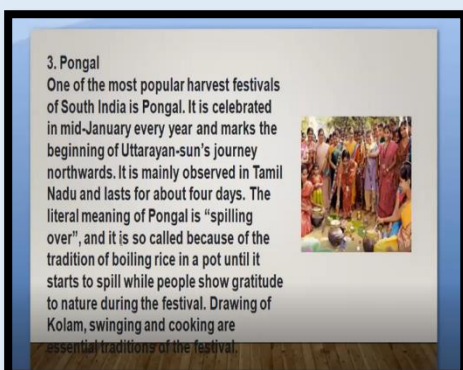 3. Pongal
One of the most popular harvest festivals
of South India is Pongal. It is celebrated
in mid-January every year and marks the
beginning of Uttarayan-sun's journey
northwards. It is mainly observed in Tamil
Nadu and lasts for about four days. The
literal meaning of Pongal is “spilling
over”, and it is so called because of the
tradition of boiling rice in a pot until it
starts to spill while people show gratitude
to nature during the festival. Drawing of
Kolam, swinging and cooking are
essential traditions of the festival.